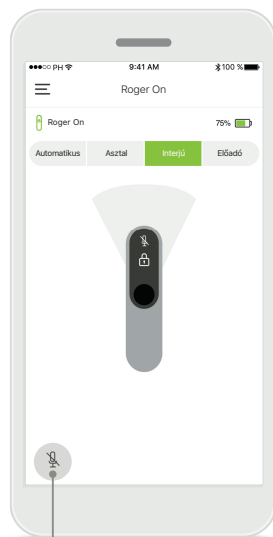 PH 9:41 AM 100 %
Roger On
Roger On 75%
Automatikus Asztal Interjú Előadó